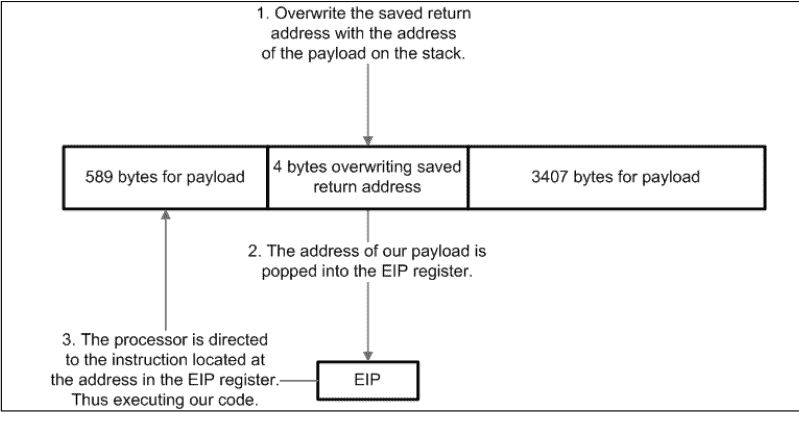 1. Overwrite the saved return
address with the address
of the payload on the stack.
589 bytes for payload
4 bytes overwriting saved
return address
3407 bytes for payload
2. The address of our payload is
popped into the EIP register.
3. The processor is directed
to the instruction located at
the address in the EIP register.
Thus executing our code.
EIP